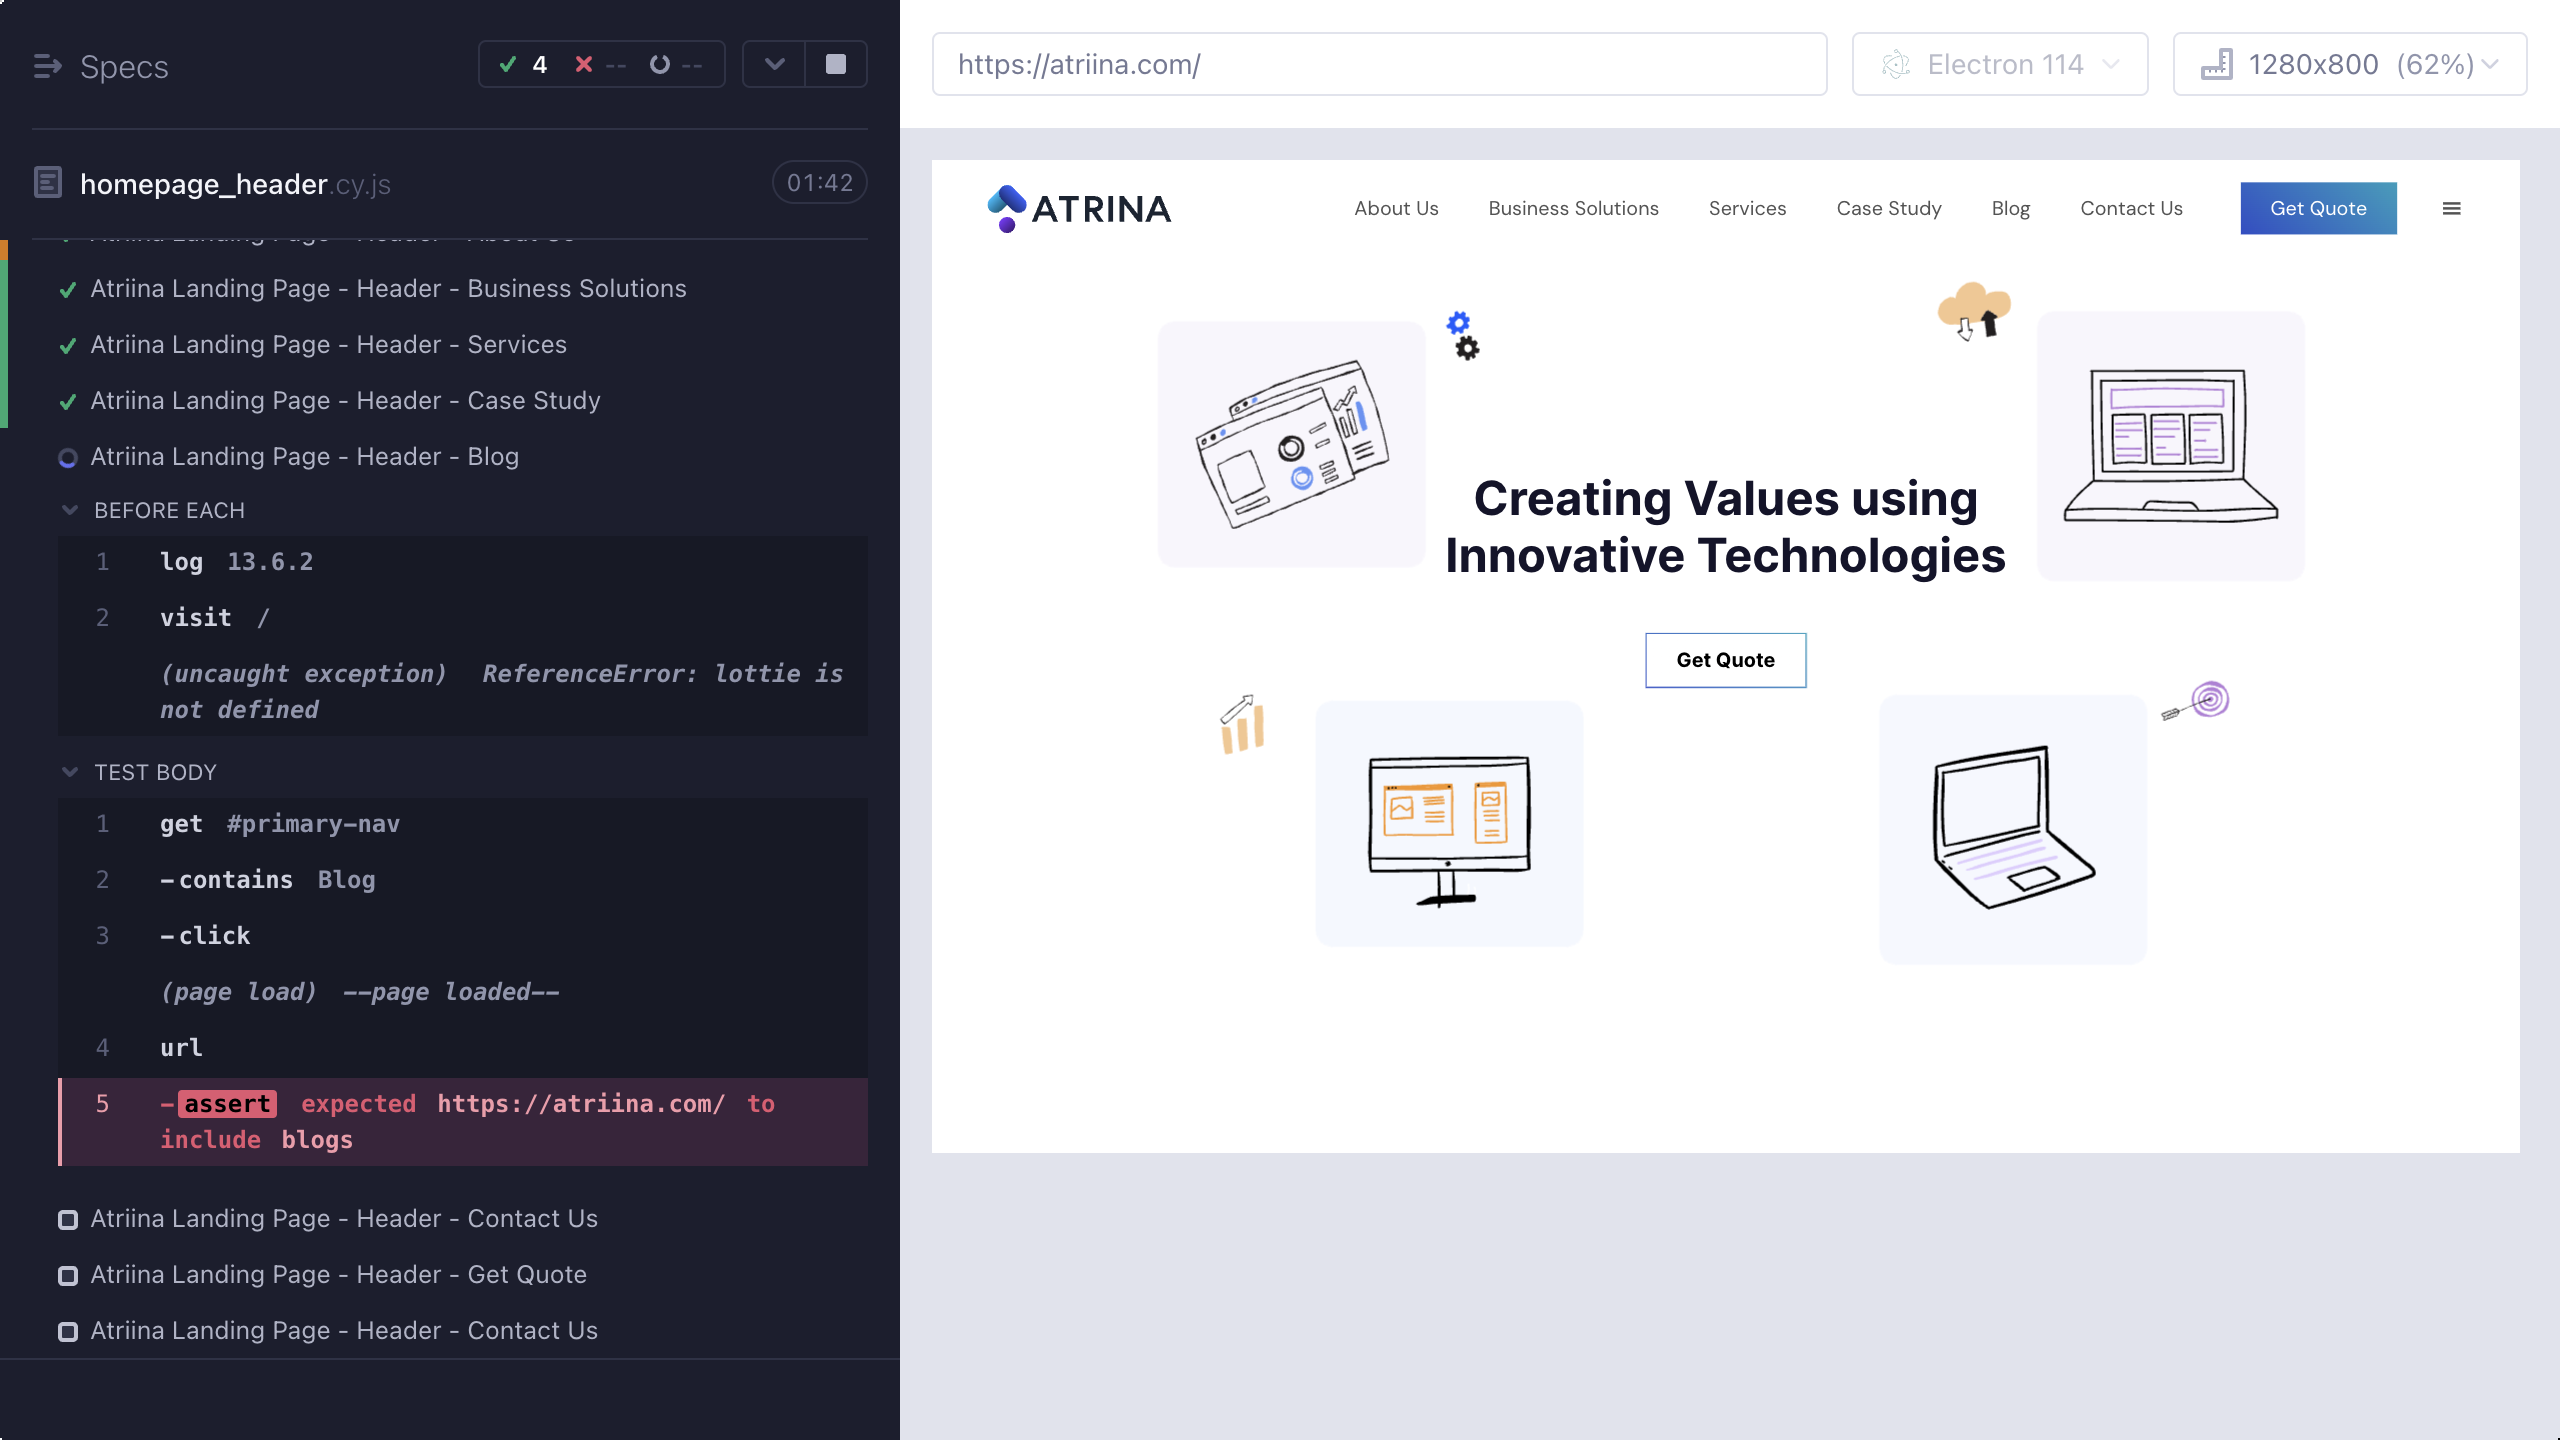 Specs
4 -- --
homepage_header.cy.js
01:42
Atriina Landing Page - Header - About Us
Atriina Landing Page - Header - Business Solutions
Atriina Landing Page - Header - Services
Atriina Landing Page - Header - Case Study
Atriina Landing Page - Header - Blog
BEFORE EACH
1 log 13.6.2
2 visit /
(uncaught exception) ReferenceError: lottie is
not defined
TEST BODY
1 get #primary-nav
2 -contains Blog
3 -click
(page load) --page loaded--
4 url
5 -assert expected https://atriina.com/ to
include blogs
Atriina Landing Page - Header - Contact Us
Atriina Landing Page - Header - Get Quote
Atriina Landing Page - Header - Contact Us
https://atriina.com/
Electron 114
1280x800 (62%)
ATRINA
About Us Business Solutions Services Case Study Blog Contact Us Get Quote
Creating Values using
Innovative Technologies
Get Quote